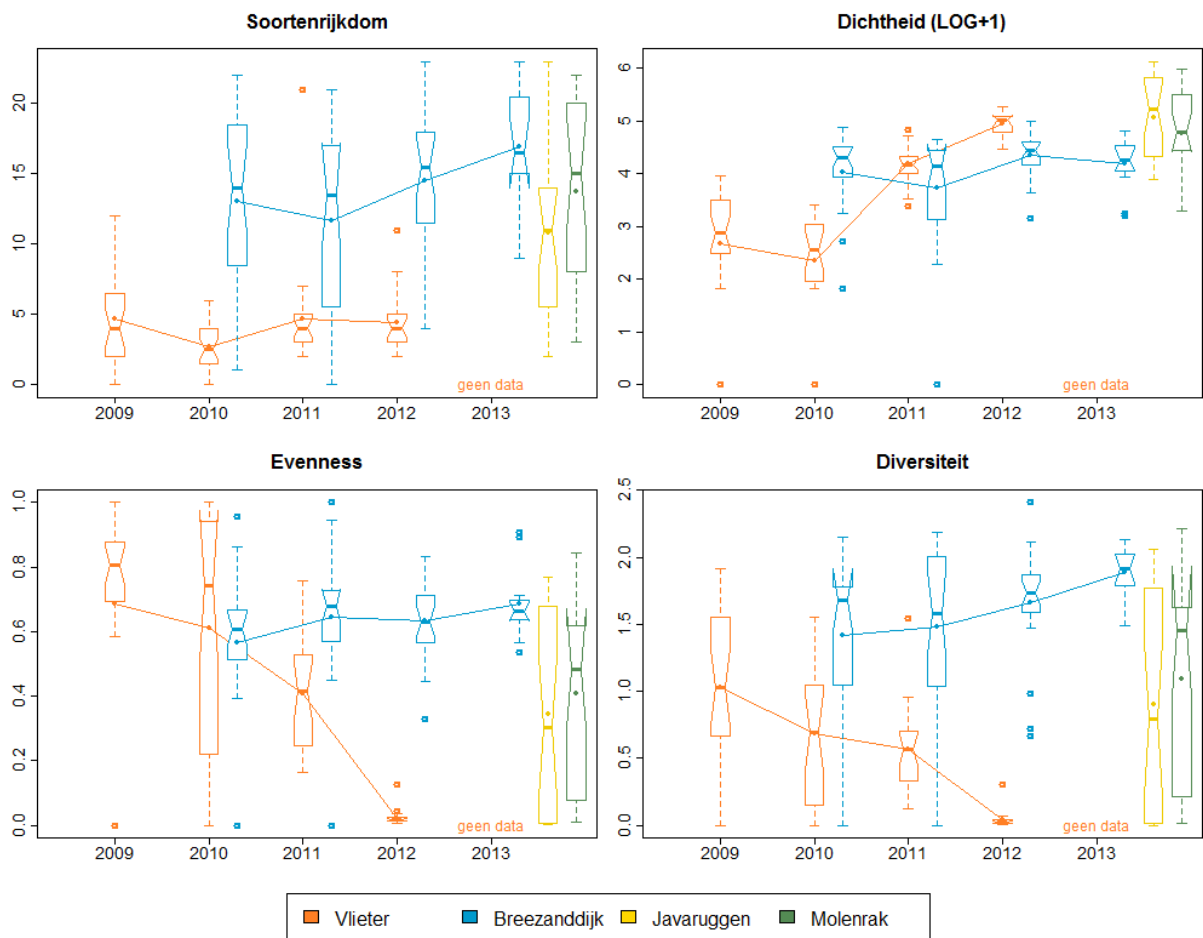 Soortenrijkdom
20
15
10
5
0
geen data
2009 2010 2011 2012 2013
Dichtheid (LOG+1)
6
5
4
3
2
1
0
geen data
2009 2010 2011 2012 2013
Evenness
1.0
0.8
0.6
0.4
0.2
0.0
geen data
2009 2010 2011 2012 2013
Diversiteit
2.5
2.0
1.5
1.0
0.5
0.0
geen data
2009 2010 2011 2012 2013
Vlieter Breezanddijk Javaruggen Molenrak